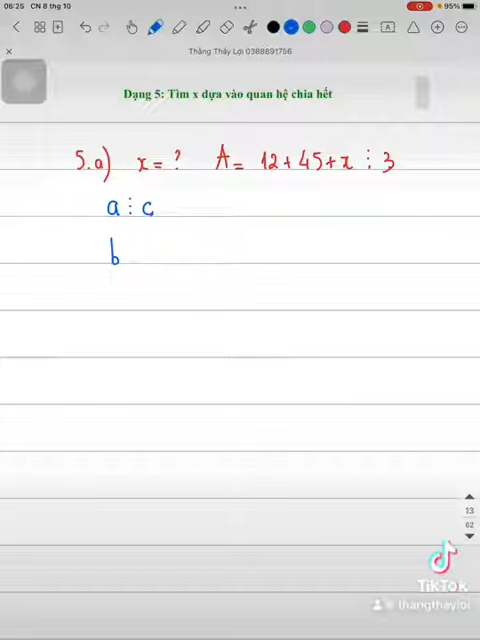 06:25 CN 8 thg 10
95%
Thăng Thầy Lợi 0388891756
Dạng 5: Tìm x dựa vào quan hệ chia hết
5.a) x = ? A = 12 + 45 + x ⋮ 3
a ⋮ c
b
13
62
TikTok
thangthayloi